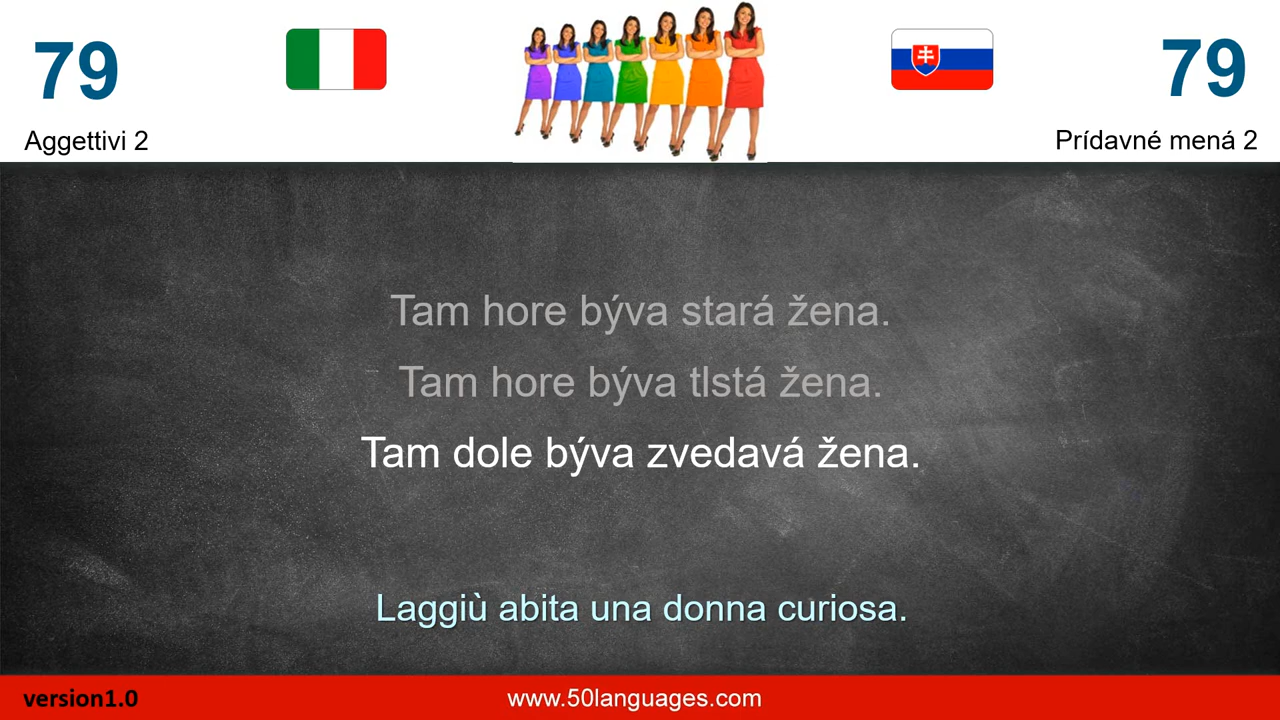 79
79
Aggettivi 2
Prídavné mená 2
Tam hore býva stará žena.
Tam hore býva tlstá žena.
Tam dole býva zvedavá žena.
Laggiù abita una donna curiosa.
version1.0
www.50languages.com